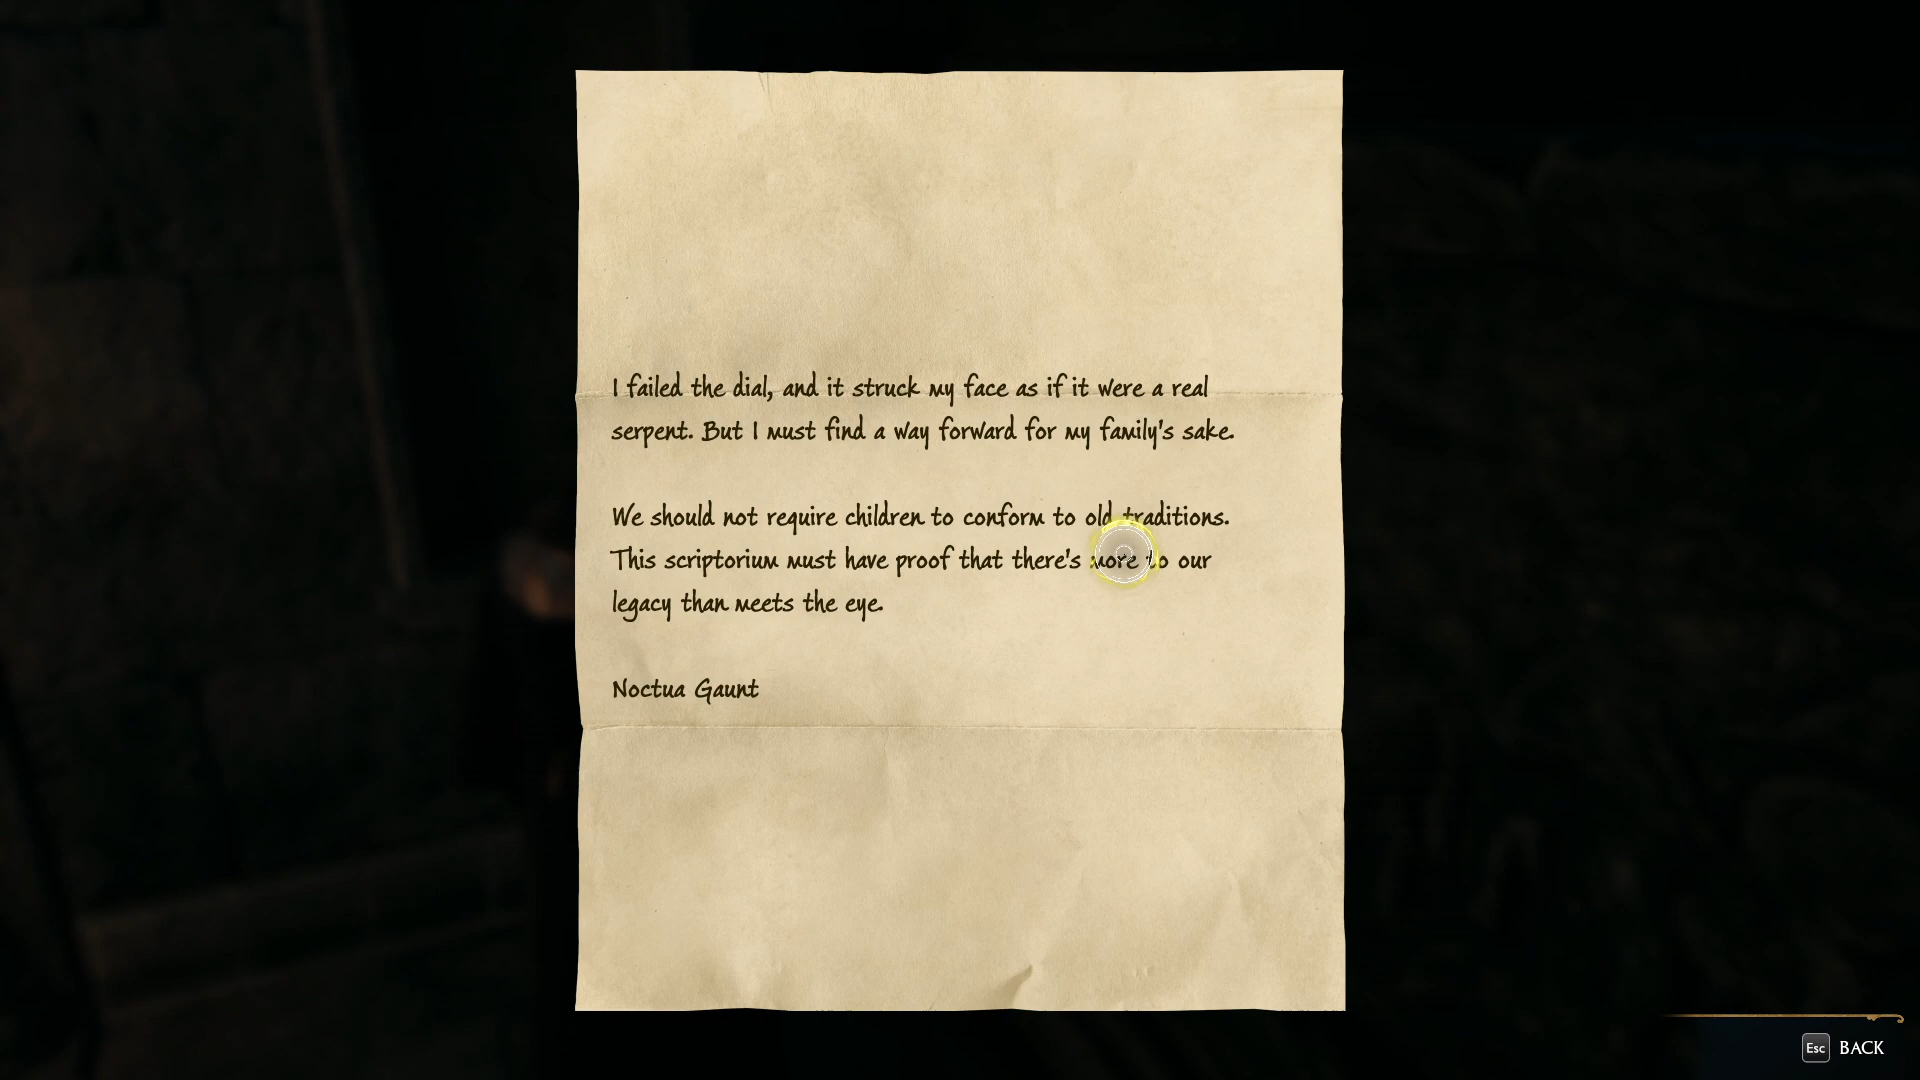 I failed the dial, and it struck my face as if it were a real
serpent. But I must find a way forward for my family's sake.
We should not require children to conform to old traditions.
This scriptorium must have proof that there's more to our
legacy than meets the eye.
Noctua Gaunt
Esc BACK